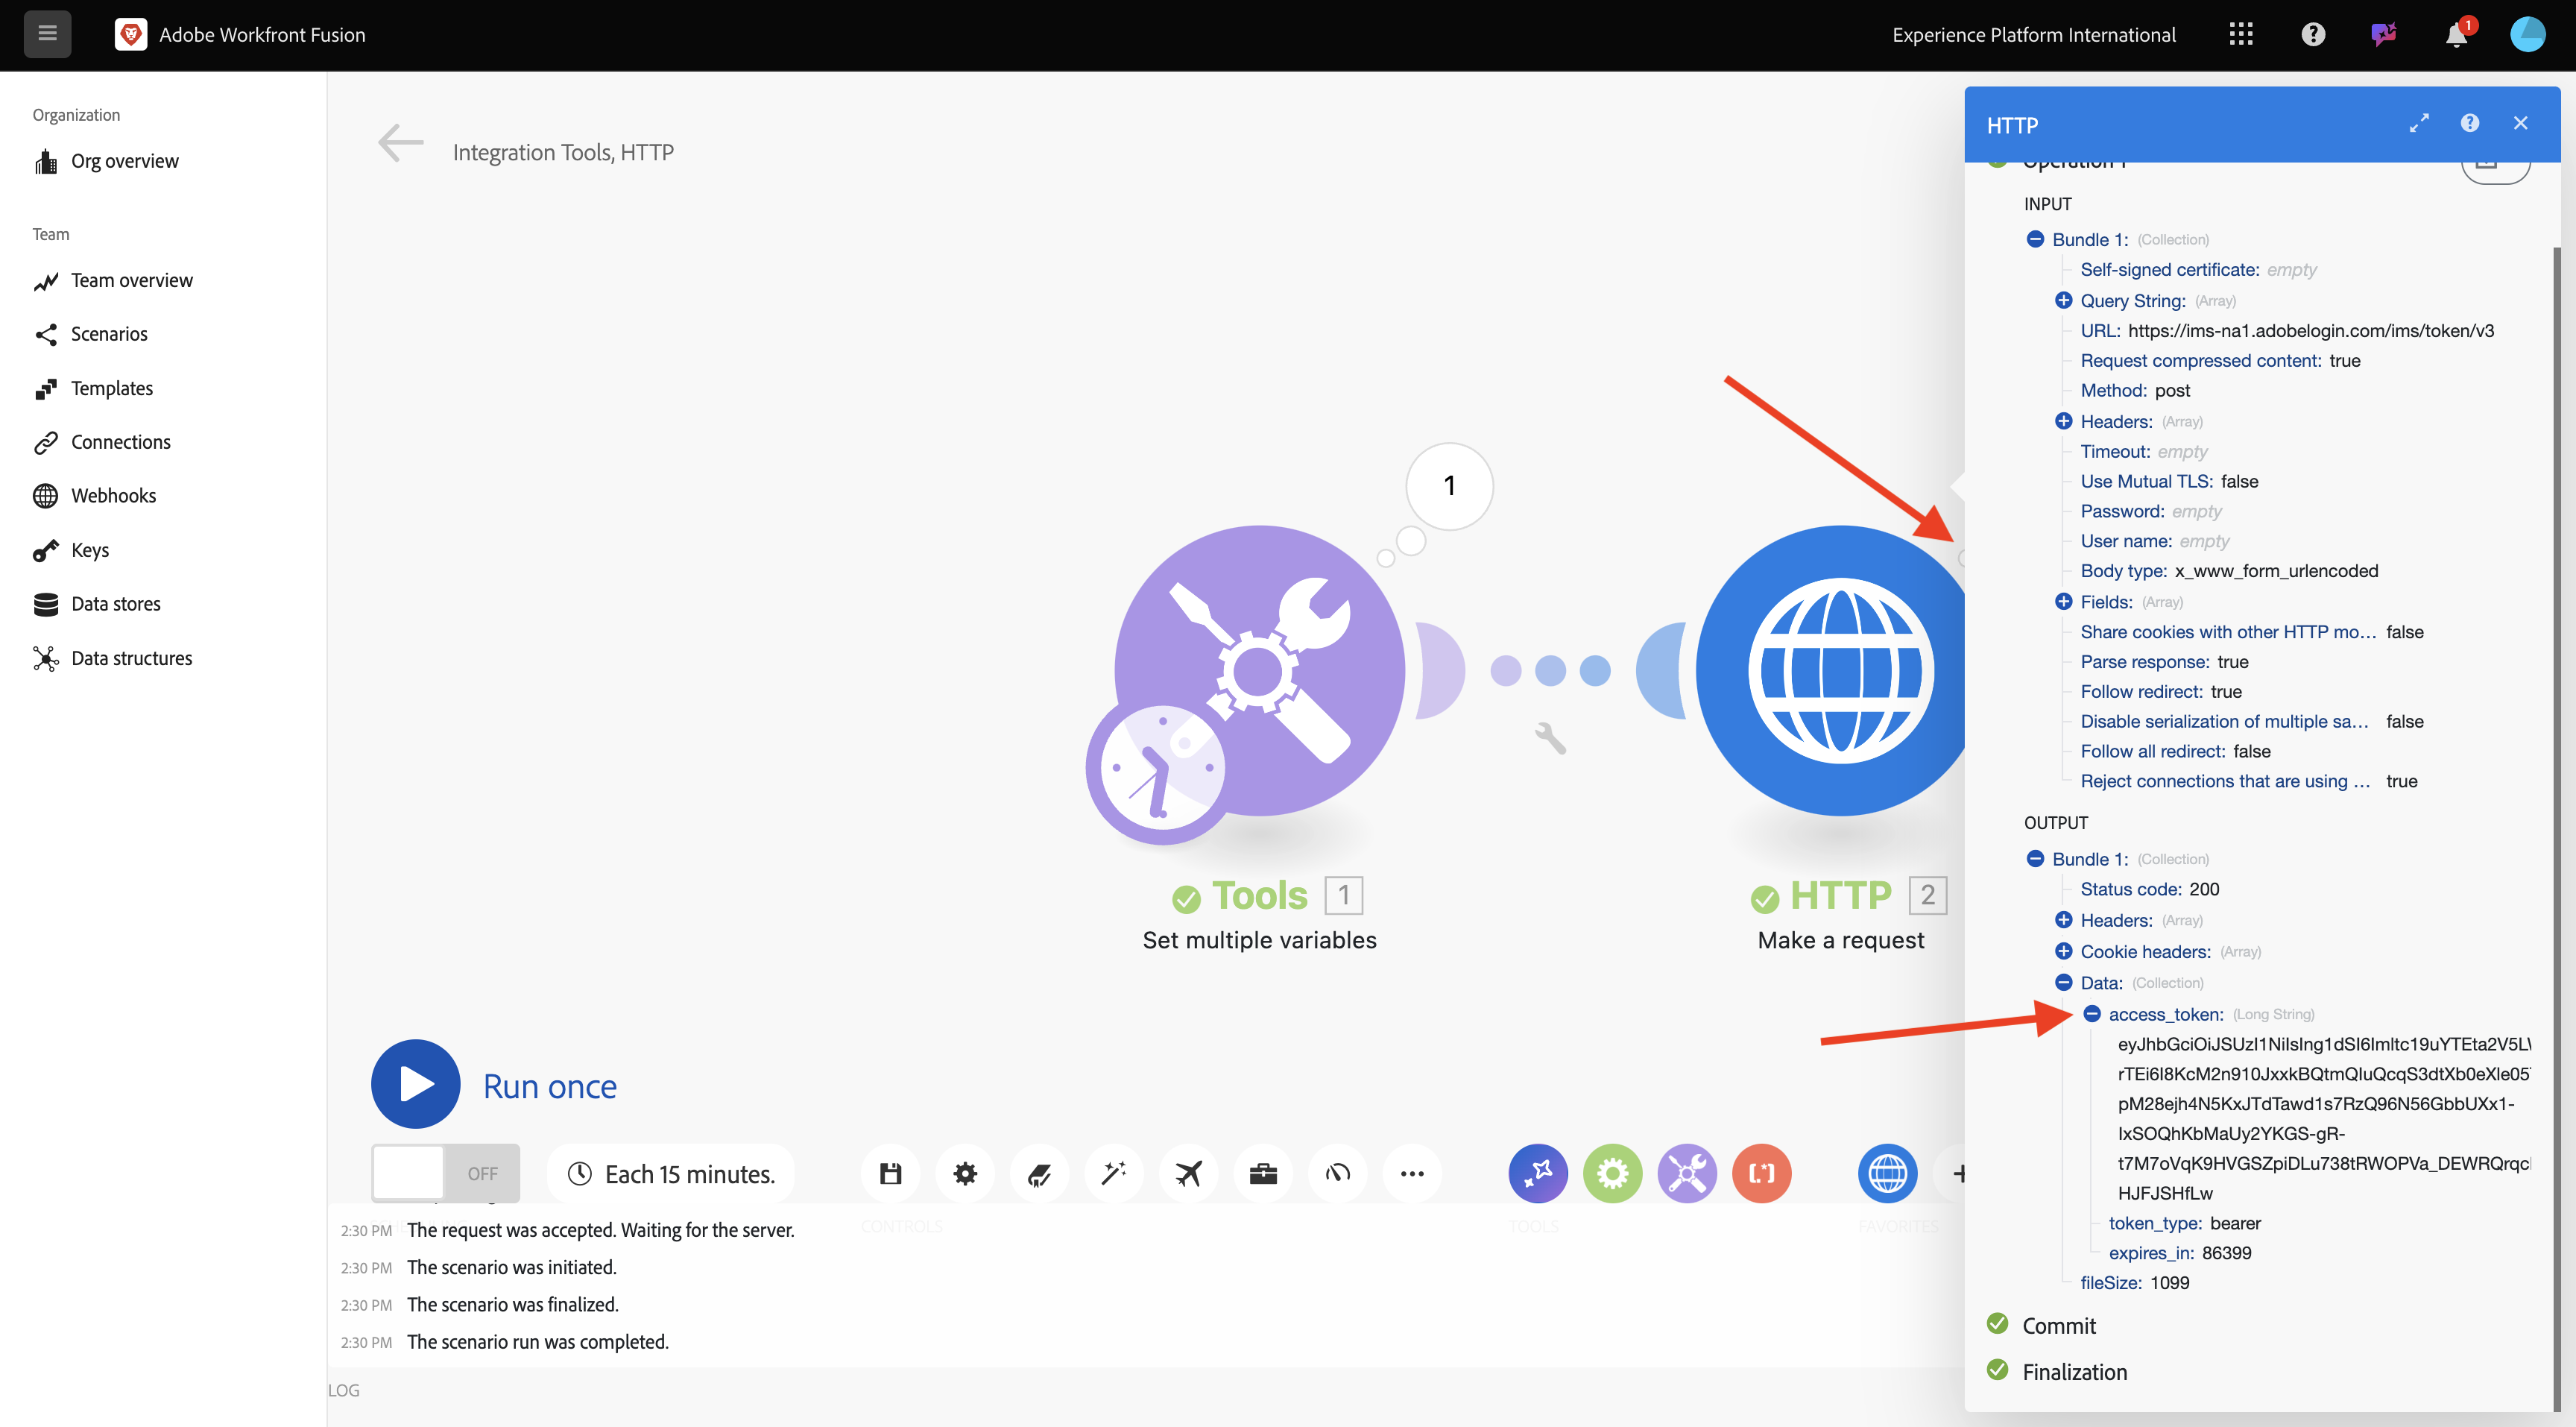 Adobe Workfront Fusion
Experience Platform International
1
Organization
Org overview
Team
Team overview
Scenarios
Templates
Connections
Webhooks
Keys
Data stores
Data structures
Integration Tools, HTTP
1
Tools 1
Set multiple variables
HTTP 2
Make a request
Run once
OFF
Each 15 minutes.
CONTROLS
TOOLS
FAVORITES
2:30 PM The request was accepted. Waiting for the server.
2:30 PM The scenario was initiated.
2:30 PM The scenario was finalized.
2:30 PM The scenario run was completed.
LOG
HTTP
Operation 1
INPUT
Bundle 1: (Collection)
Self-signed certificate: empty
Query String: (Array)
URL: https://ims-na1.adobelogin.com/ims/token/v3
Request compressed content: true
Method: post
Headers: (Array)
Timeout: empty
Use Mutual TLS: false
Password: empty
User name: empty
Body type: x_www_form_urlencoded
Fields: (Array)
Share cookies with other HTTP mo... false
Parse response: true
Follow redirect: true
Disable serialization of multiple sa... false
Follow all redirect: false
Reject connections that are using ... true
OUTPUT
Bundle 1: (Collection)
Status code: 200
Headers: (Array)
Cookie headers: (Array)
Data: (Collection)
access_token: (Long String)
pM28ejh4N5KxJTdTawd1s7RzQ96N56GbbUXx1-
IxSOQhKbMaUy2YKGS-gR-
HJFJSHfLw
token_type: bearer
expires_in: 86399
fileSize: 1099
Commit
Finalization